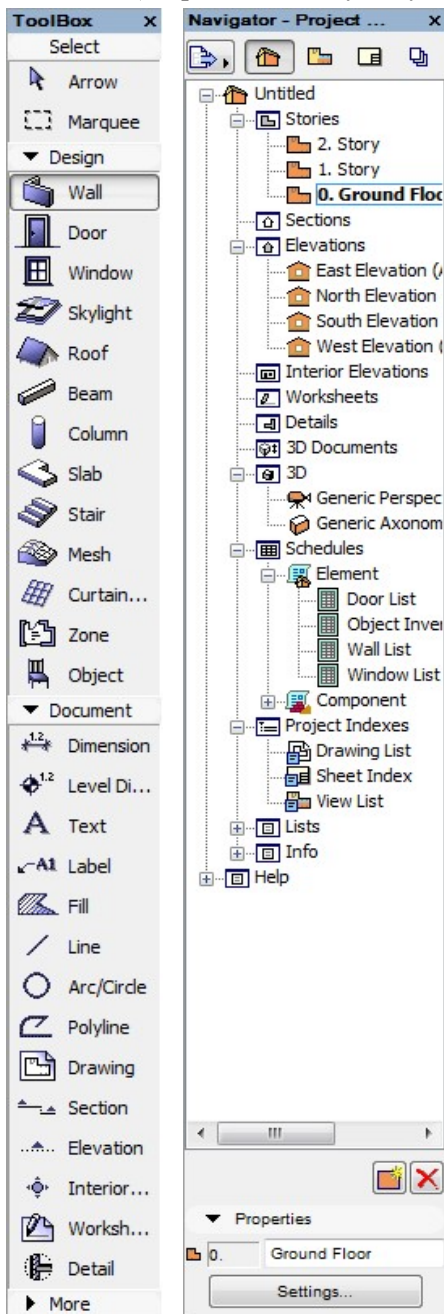 ToolBox x
Select
Arrow
Marquee
Design
Wall
Door
Window
Skylight
Roof
Beam
Column
Slab
Stair
Mesh
Curtain...
Zone
Object
Document
1.2 Dimension
1.2 Level Di...
A Text
A1 Label
Fill
Line
Arc/Circle
Polyline
Drawing
Section
Elevation
Interior...
Worksh...
Detail
More
Navigator - Project ... x
Untitled
Stories
2. Story
1. Story
0. Ground Floo
Sections
Elevations
East Elevation (A
North Elevation
South Elevation
West Elevation (
Interior Elevations
Worksheets
Details
3D Documents
3D
Generic Perspec
Generic Axonom
Schedules
Element
Door List
Object Inver
Wall List
Window List
Component
Project Indexes
Drawing List
Sheet Index
View List
Lists
Info
Help
Properties
0. Ground Floor
Settings...